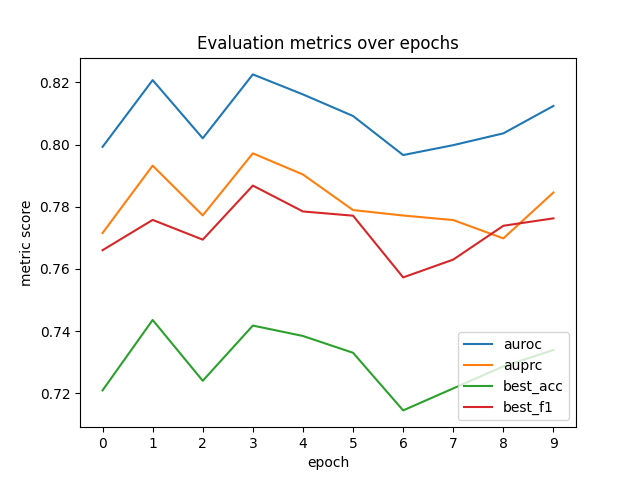 Evaluation metrics over epochs
metric score
0.82
0.80
0.78
0.76
0.74
0.72
0 1 2 3 4 5 6 7 8 9
epoch
auroc
auprc
best_acc
best_f1